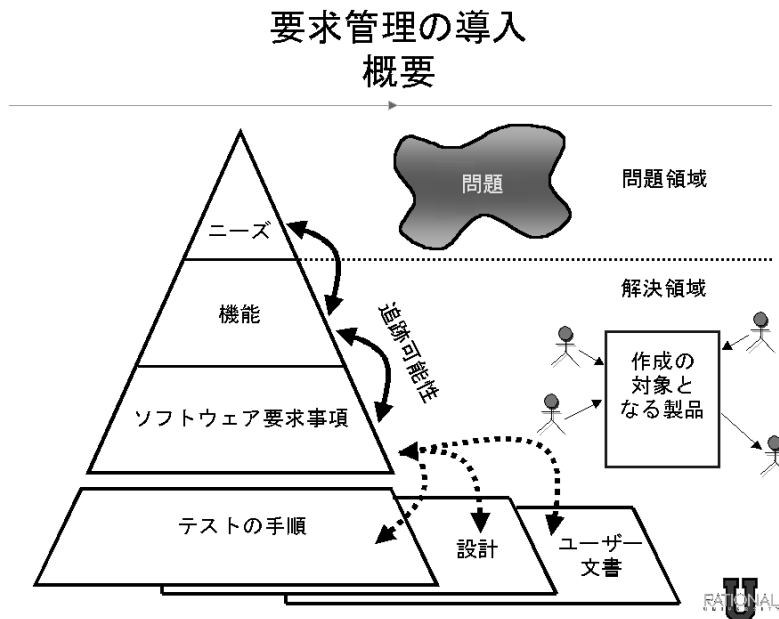 要求管理の導入
概要
問題
問題領域
ニーズ
解決領域
機能
追跡可能性
作成の
対象と
なる製品
ソフトウェア要求事項
テストの手順
設計
ユーザー
文書
U
RATIONAL
UNIVERSITY